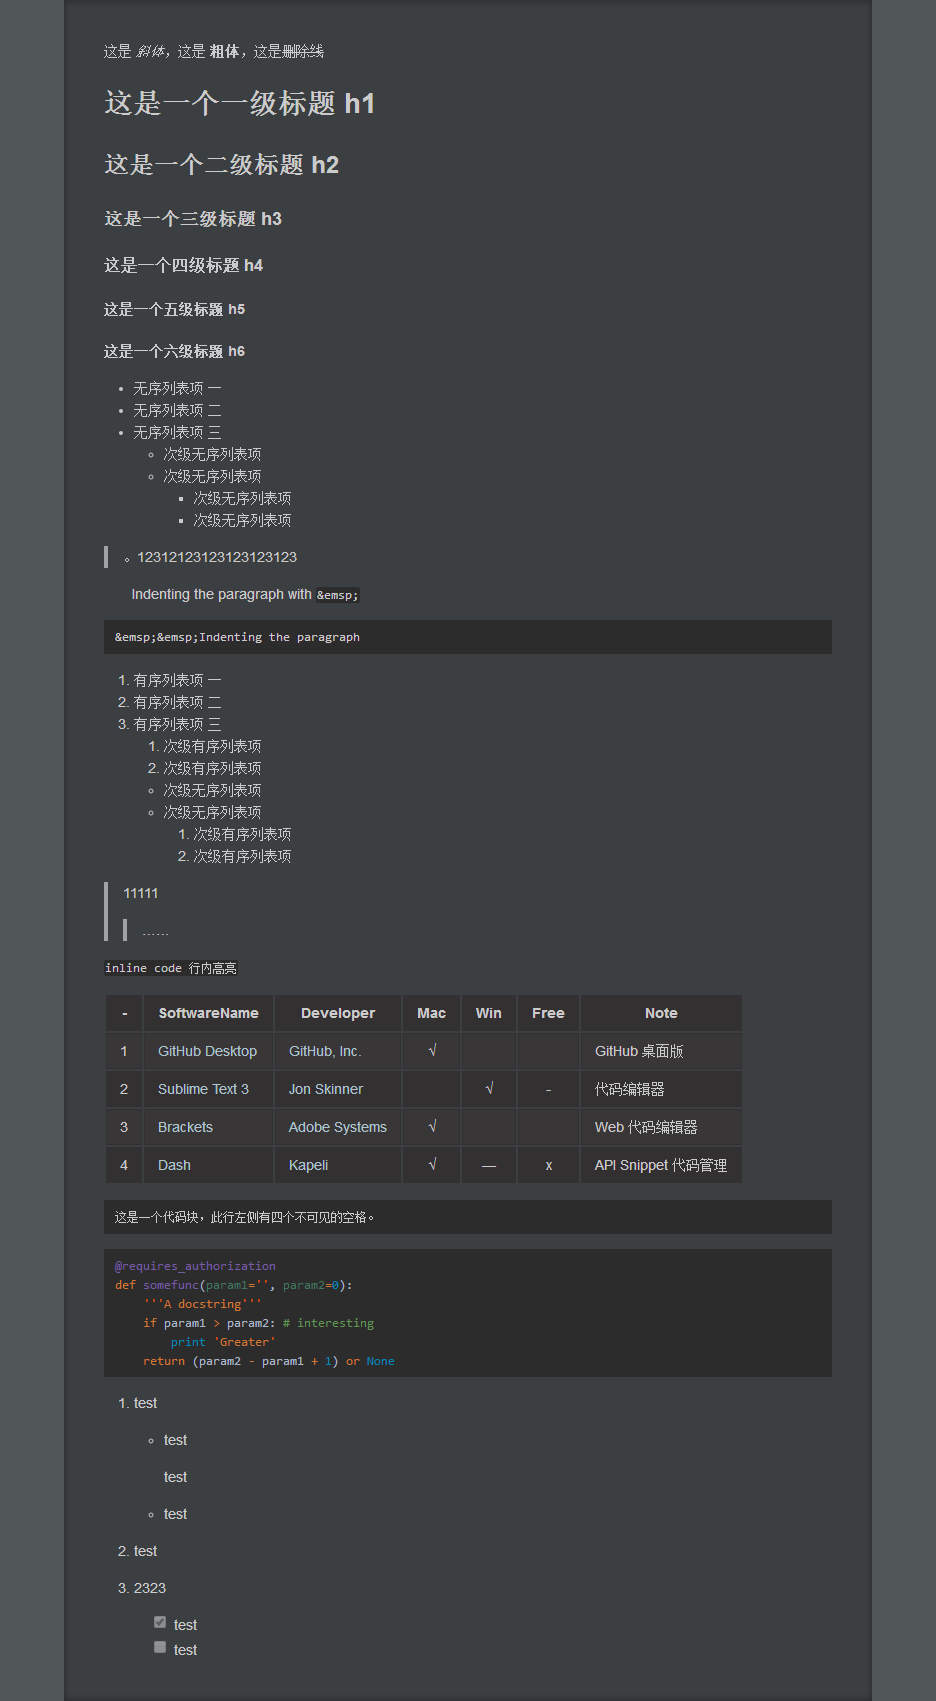 这是 斜体，这是 粗体，这是删除线
这是一个一级标题 h1
这是一个二级标题 h2
这是一个三级标题 h3
这是一个四级标题 h4
这是一个五级标题 h5
这是一个六级标题 h6
无序列表项 一
无序列表项 二
无序列表项 三
次级无序列表项
次级无序列表项
次级无序列表项
次级无序列表项
。12312123123123123123
Indenting the paragraph with &emsp;
&emsp;&emsp;Indenting the paragraph
1. 有序列表项 一
2. 有序列表项 二
3. 有序列表项 三
1. 次级有序列表项
2. 次级有序列表项
次级无序列表项
次级无序列表项
1. 次级有序列表项
2. 次级有序列表项
11111
……
inline code 行内高亮
- SoftwareName Developer Mac Win Free Note
1 GitHub Desktop GitHub, Inc. √ GitHub 桌面版
2 Sublime Text 3 Jon Skinner √ - 代码编辑器
3 Brackets Adobe Systems √ Web 代码编辑器
4 Dash Kapeli √ — x API Snippet 代码管理
这是一个代码块，此行左侧有四个不可见的空格。
@requires_authorization
def somefunc(param1='', param2=0):
'''A docstring'''
if param1 > param2: # interesting
print 'Greater'
return (param2 - param1 + 1) or None
1. test
test
test
test
2. test
3. 2323
test
test